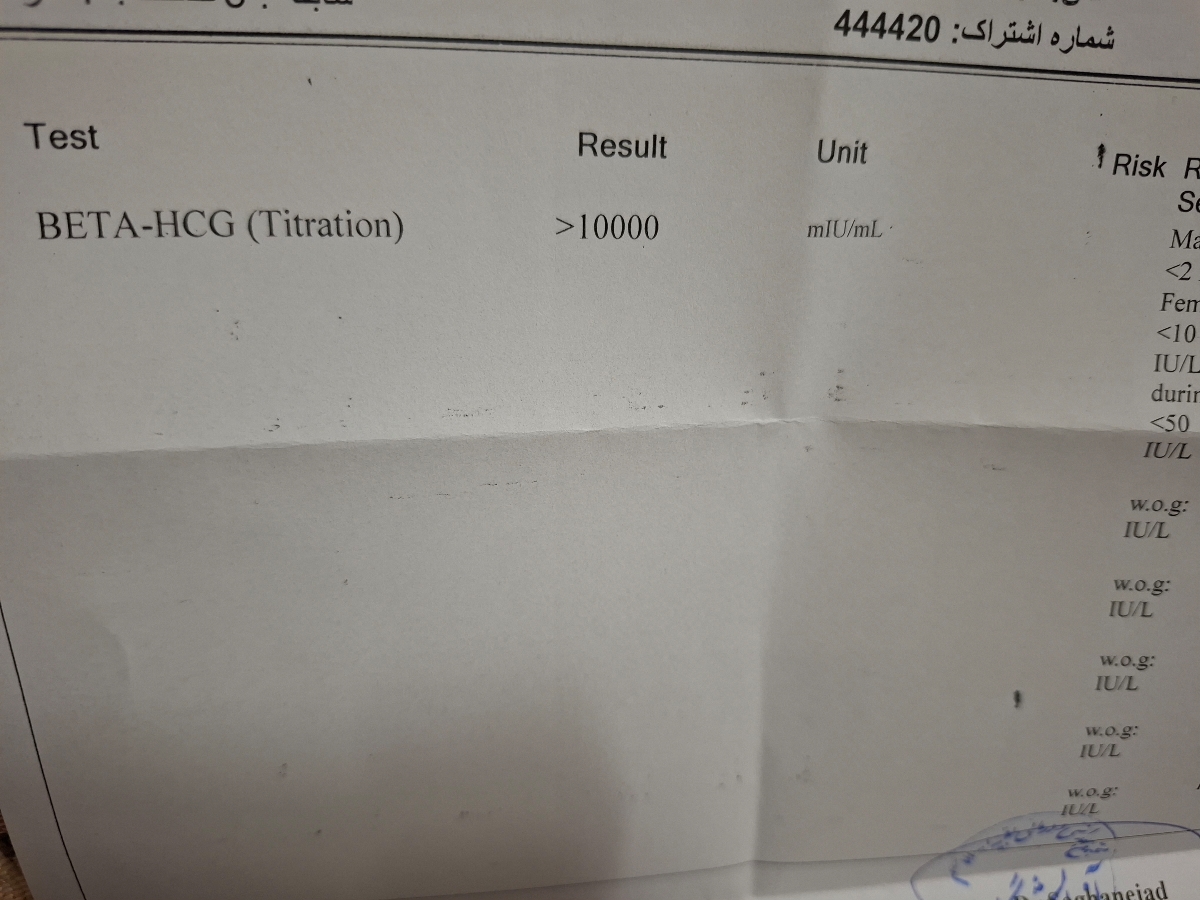 شماره اشتراک: 444420
Test Result Unit Risk R
BETA-HCG (Titration) >10000 mIU/mL
<2
Fem
<10
IU/L
durin
<50
IU/L
w.o.g:
IU/L
w.o.g:
IU/L
w.o.g:
IU/L
w.o.g:
IU/L
w.o.g:
IU/L